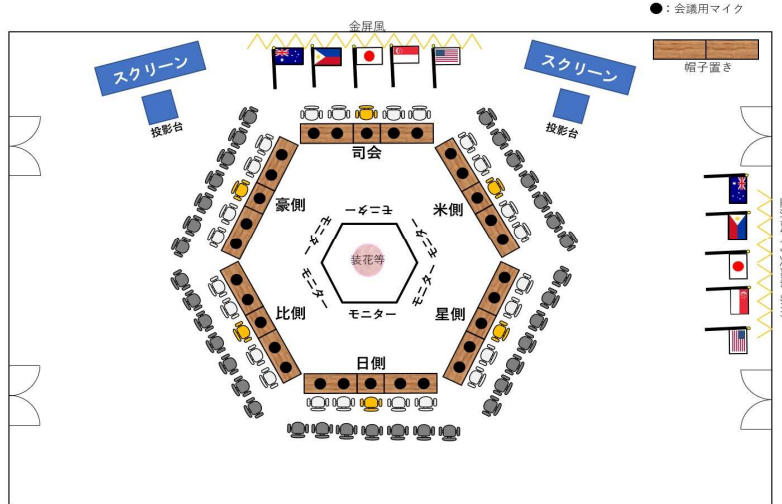 ●：会議用マイク
金屏風
スクリーン
スクリーン
帽子置き
投影台
投影台
司会
豪側
米側
モニター
モニター
モニター
装花等
モニター
モニター
モニター
比側
星側
日側